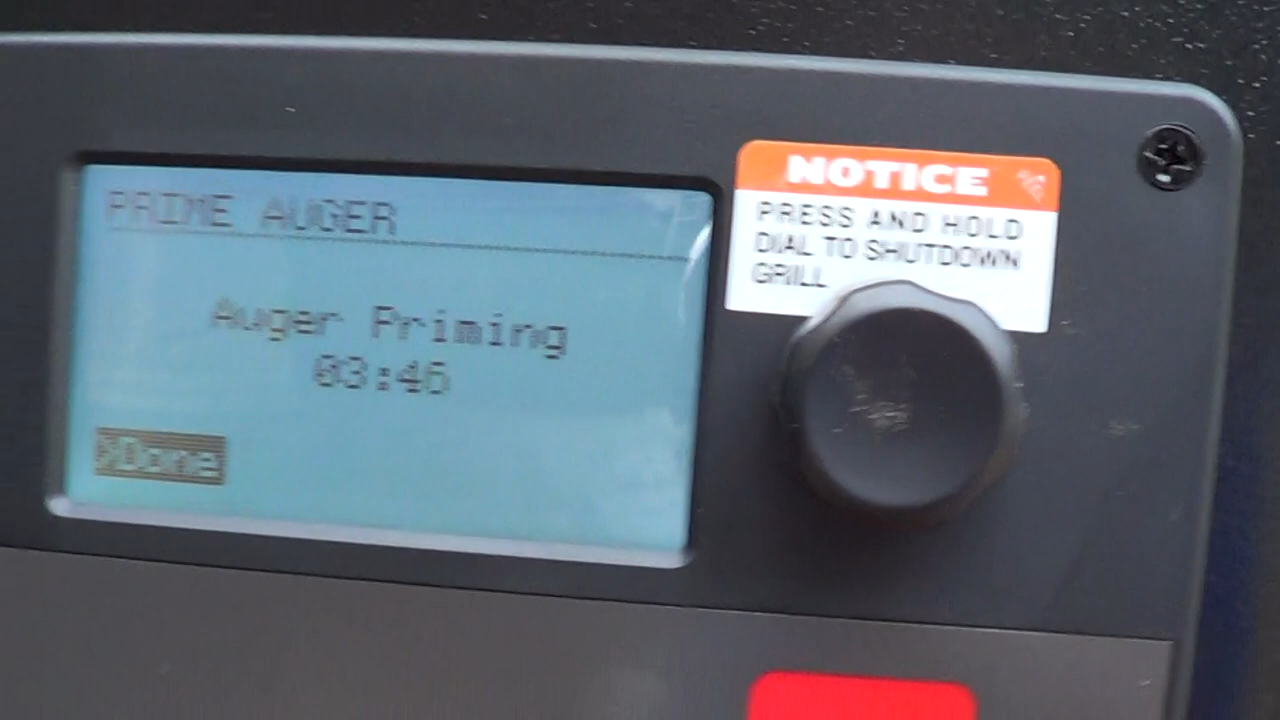 PRIME AUGER
Auger Priming
03:46
Done
NOTICE
PRESS AND HOLD
DIAL TO SHUTDOWN
GRILL